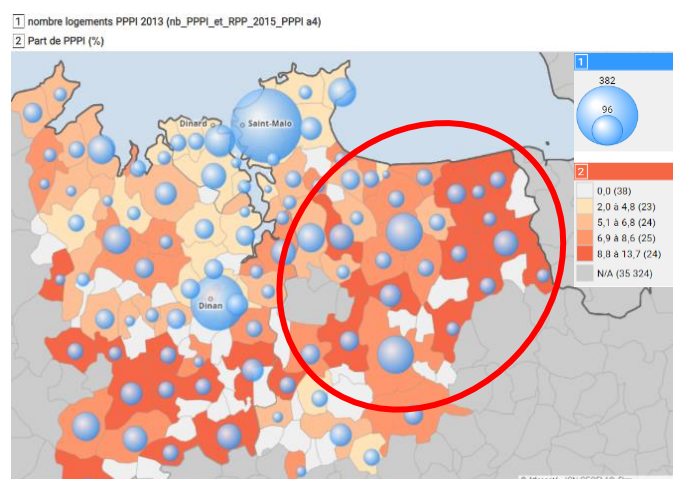 1 nombre logements PPPI 2013 (nb_PPPI_et_RPP_2015_PPPI a4)
2 Part de PPPI (%)
1
382
96
2
0,0 (38)
2,0 à 4,8 (23)
5,1 à 6,8 (24)
6,9 à 8,6 (25)
8,8 à 13,7 (24)
N/A (35 324)
Dinard
Saint-Malo
Dinan